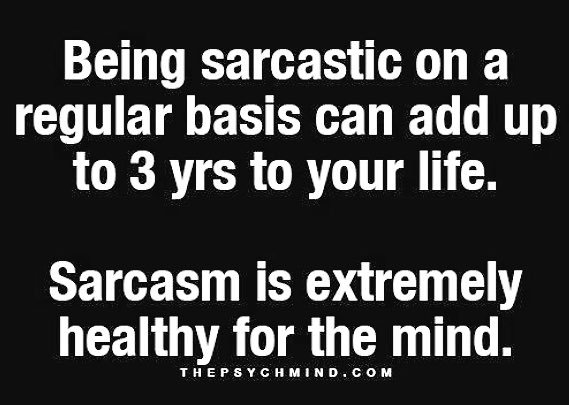 Being sarcastic on a
regular basis can add up
to 3 yrs to your life.
Sarcasm is extremely
healthy for the mind.
THEPSYCHMIND.COM